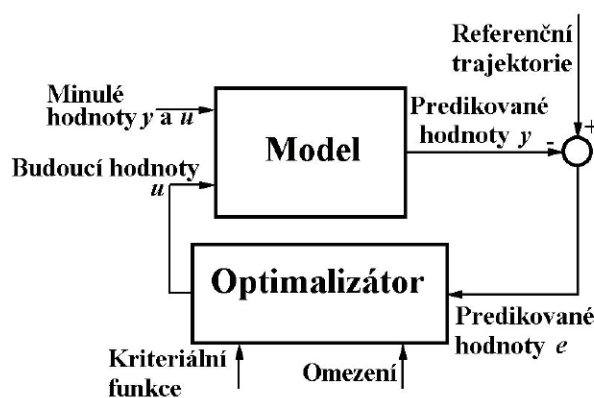 Referenční
trajektorie
Minulé
hodnoty y a u
Predikované
hodnoty y
+
-
Model
Budoucí hodnoty
u
Optimalizátor
Predikované
hodnoty e
Kriteriální
funkce
Omezení